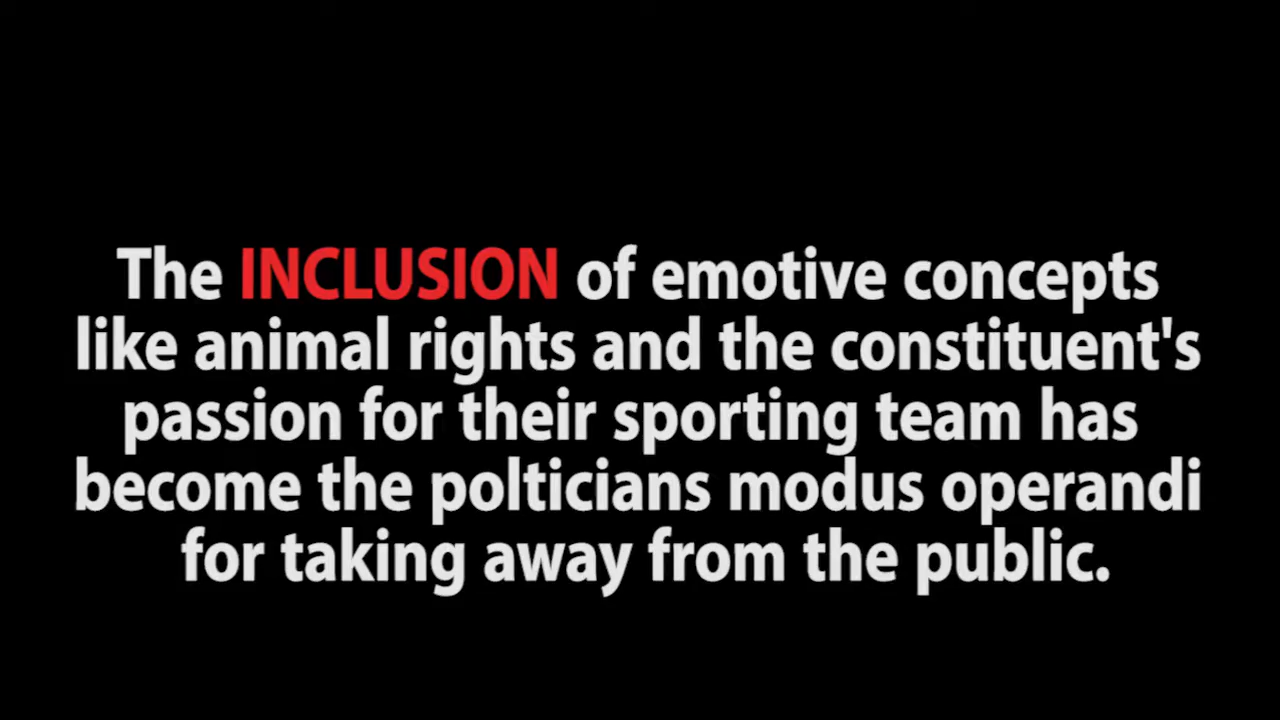 The INCLUSION of emotive concepts
like animal rights and the constituent's
passion for their sporting team has
become the polticians modus operandi
for taking away from the public.